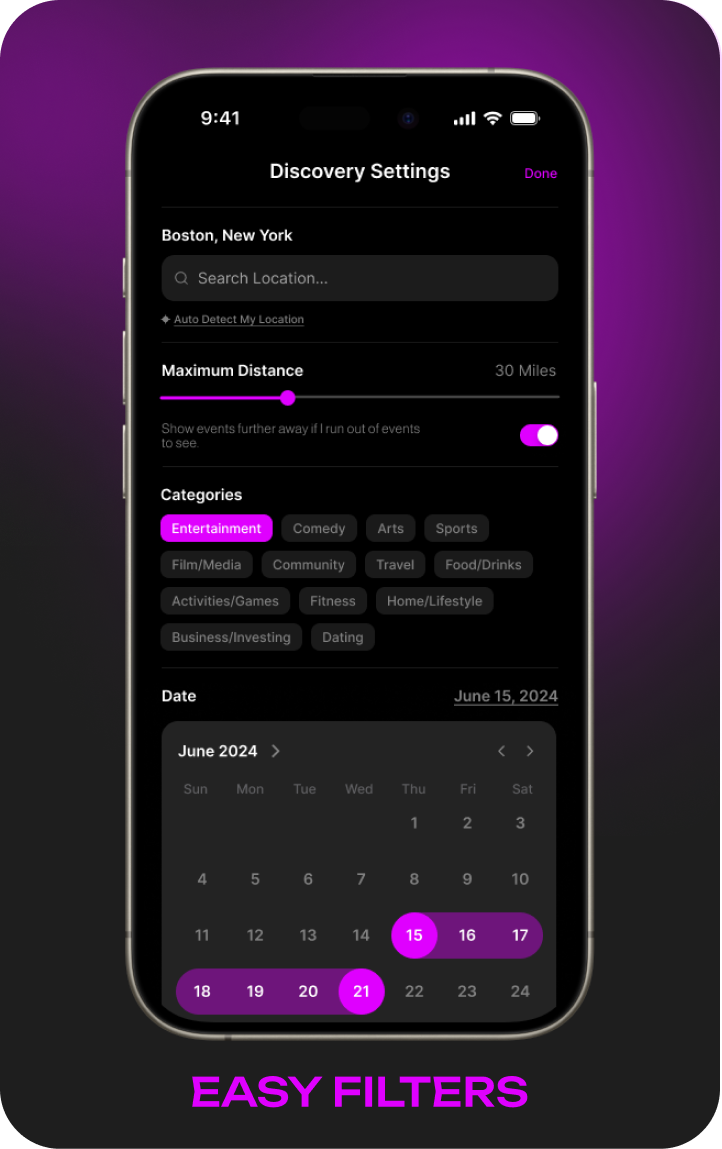 9:41
Discovery Settings
Done
Boston, New York
Search Location...
Auto Detect My Location
Maximum Distance
30 Miles
Show events further away if I run out of events
to see.
Categories
Entertainment Comedy Arts Sports
Film/Media Community Travel Food/Drinks
Activities/Games Fitness Home/Lifestyle
Business/Investing Dating
Date
June 15, 2024
June 2024
Sun Mon Tue Wed Thu Fri Sat
1 2 3
4 5 6 7 8 9 10
11 12 13 14 15 16 17
18 19 20 21 22 23 24
EASY FILTERS